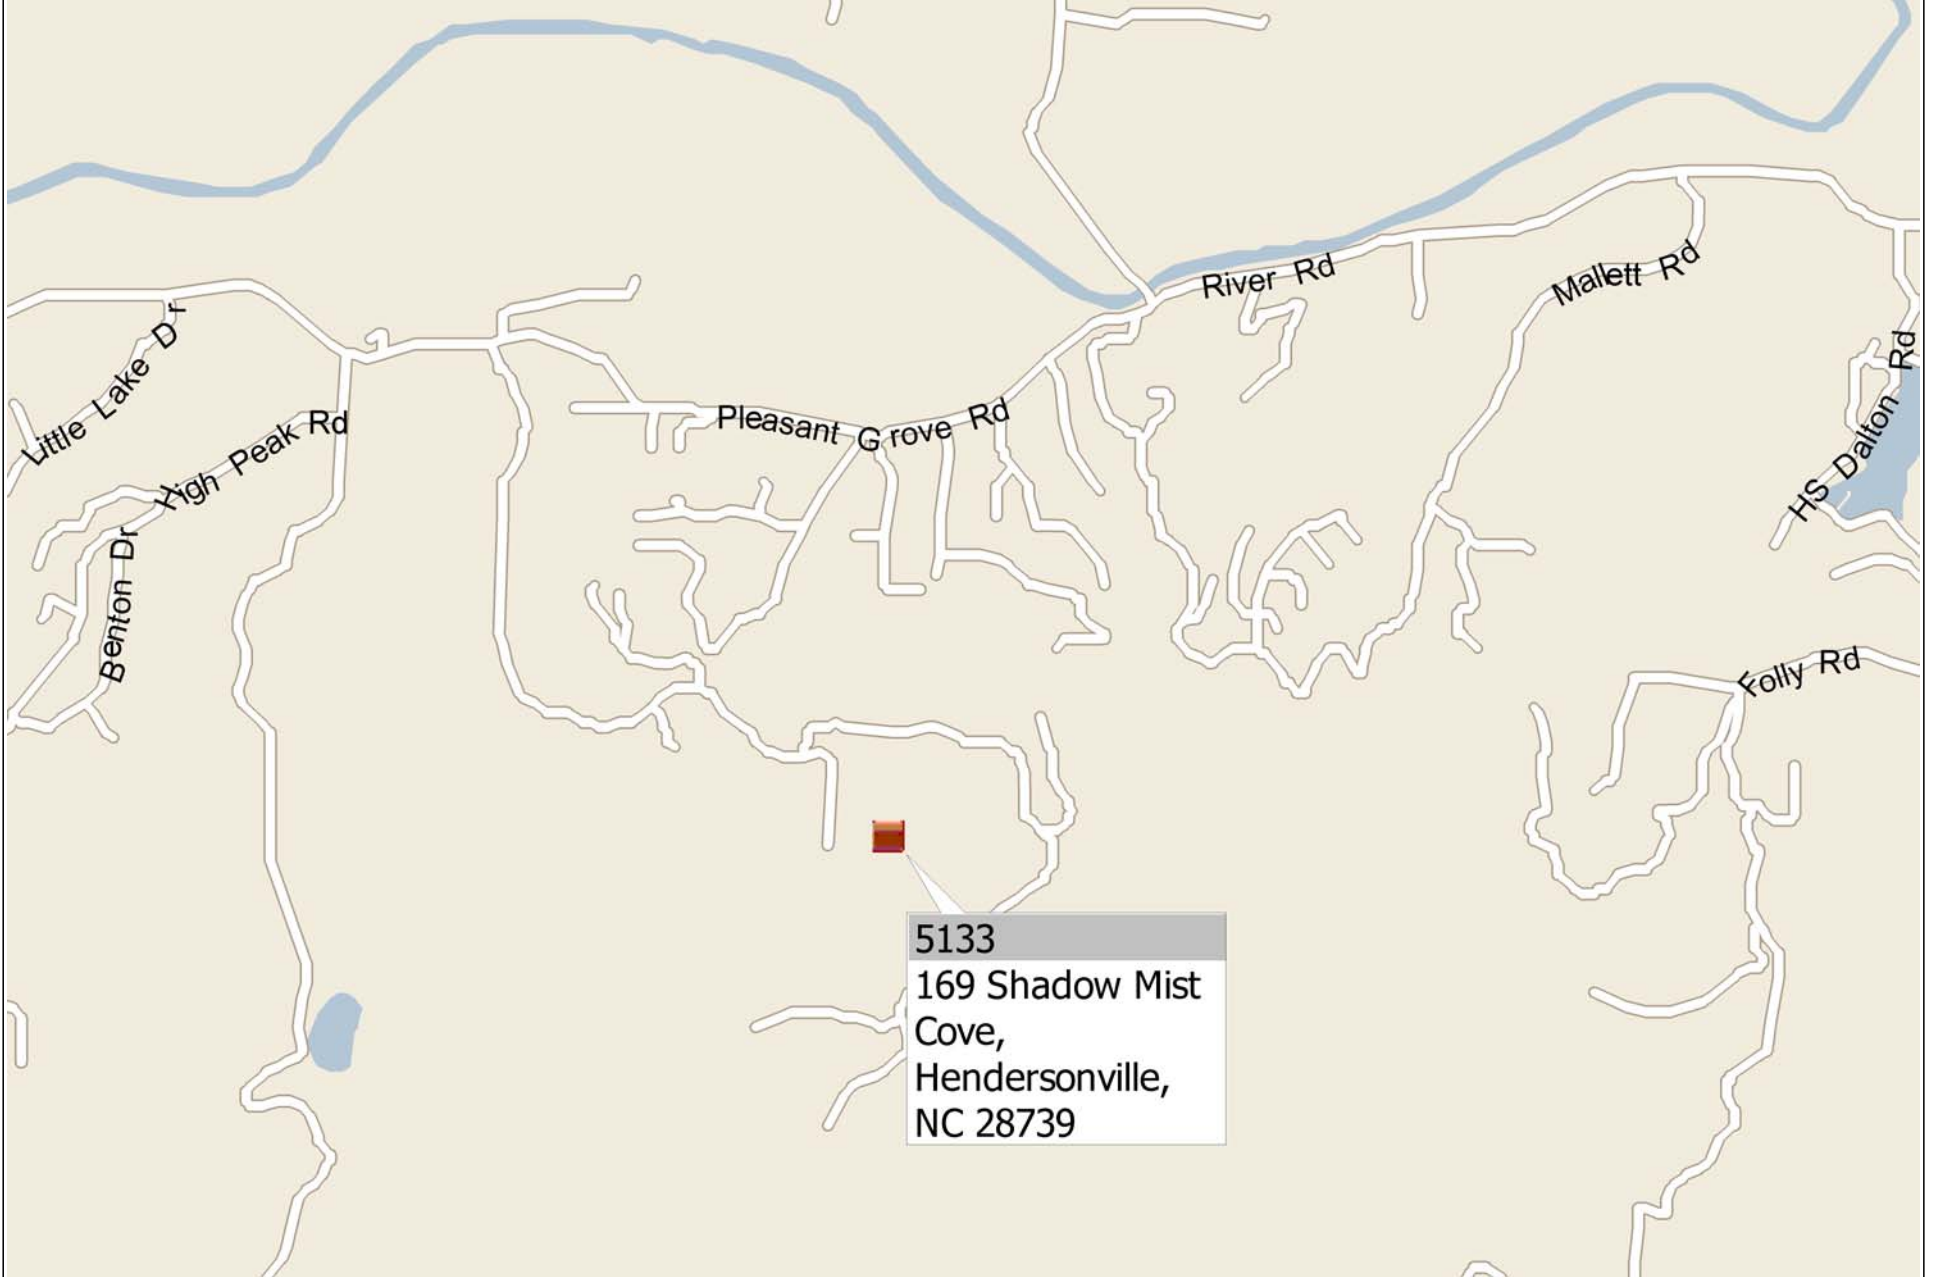 River Rd
Mallett Rd
Little Lake Dr
HS Dalton Rd
High Peak Rd
Pleasant Grove Rd
Benton Dr
Folly Rd
5133
169 Shadow Mist
Cove,
Hendersonville,
NC 28739